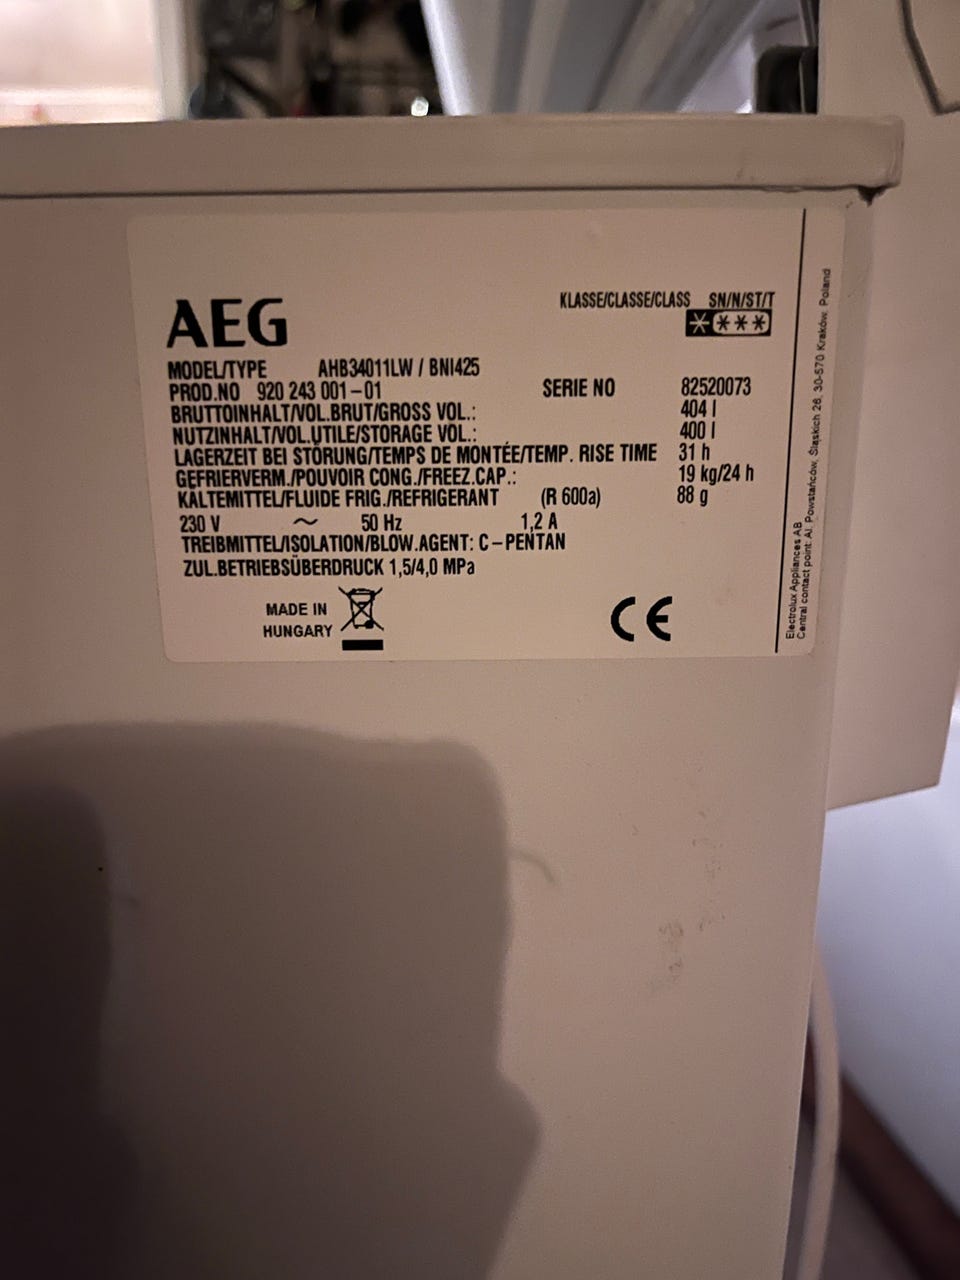 AEG
KLASSE/CLASSE/CLASS SN/N/ST/T
MODEL/TYPE AHB34011LW / BNI425
PROD.NO 920 243 001-01 SERIE NO 82520073
BRUTTOINHALT/VOL.BRUT/GROSS VOL.: 404 l
NUTZINHALT/VOL.UTILE/STORAGE VOL.: 400 l
LAGERZEIT BEI STÖRUNG/TEMPS DE MONTÉE/TEMP. RISE TIME 31 h
GEFRIERVERM./POUVOIR CONG./FREEZ.CAP.: 19 kg/24 h
KÄLTEMITTEL/FLUIDE FRIG./REFRIGERANT (R 600a) 88 g
230 V ~ 50 Hz 1,2 A
TREIBMITTEL/ISOLATION/BLOW.AGENT: C-PENTAN
ZUL.BETRIEBSÜBERDRUCK 1,5/4,0 MPa
MADE IN
HUNGARY
CE
Electrolux Appliances AB
Central contact point: Al. Powstańców, Śląskich 26, 30-570 Kraków, Poland